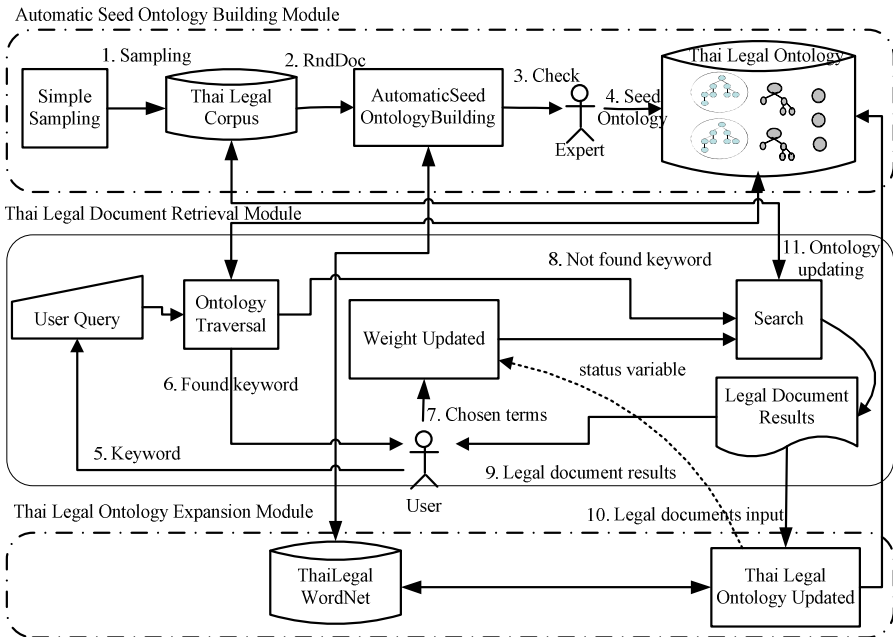 Automatic Seed Ontology Building Module
1. Sampling
2. RndDoc
3. Check
4. Seed
Ontology
Simple
Sampling
Thai Legal
Corpus
AutomaticSeed
OntologyBuilding
Expert
Thai Legal Ontology
Thai Legal Document Retrieval Module
8. Not found keyword
11. Ontology
updating
User Query
Ontology
Traversal
Weight Updated
Search
6. Found keyword
status variable
7. Chosen terms
Legal Document
Results
5. Keyword
9. Legal document results
User
Thai Legal Ontology Expansion Module
10. Legal documents input
ThaiLegal
WordNet
Thai Legal
Ontology Updated